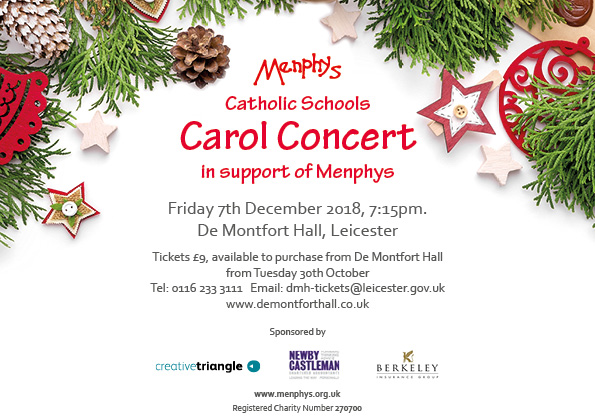 Menphys
Catholic Schools
Carol Concert
in support of Menphys
Friday 7th December 2018, 7:15pm.
De Montfort Hall, Leicester
Tickets £9, available to purchase from De Montfort Hall
from Tuesday 30th October
Tel: 0116 233 3111 Email: dmh-tickets@leicester.gov.uk
www.demontforthall.co.uk
Sponsored by
creativetriangle
NEWBY
CASTLEMAN
BERKELEY
INSURANCE GROUP
www.menphys.org.uk
Registered Charity Number 270700